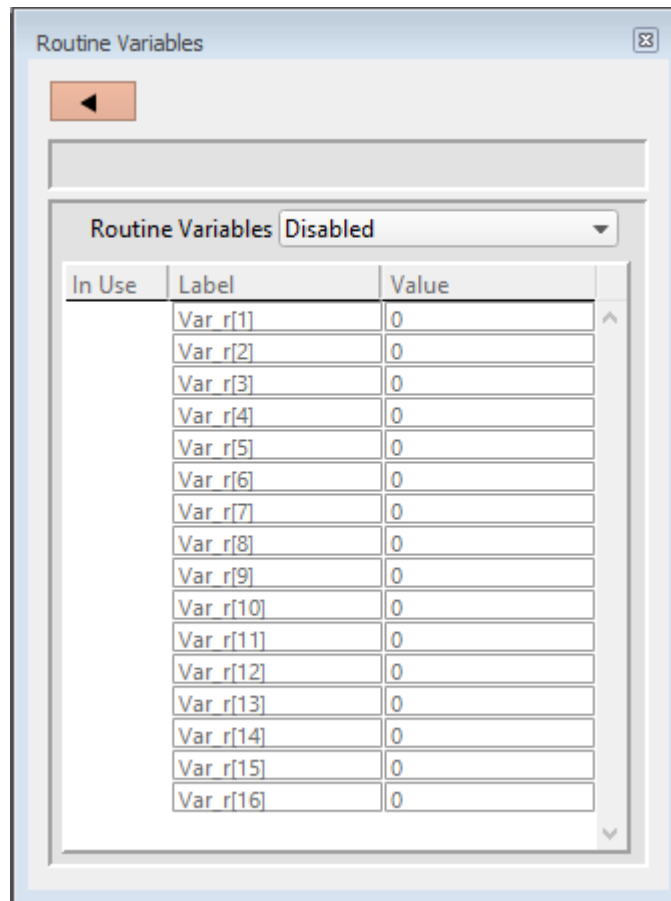 Routine Variables
Routine Variables Disabled
In Use Label Value
Var_r[1] 0
Var_r[2] 0
Var_r[3] 0
Var_r[4] 0
Var_r[5] 0
Var_r[6] 0
Var_r[7] 0
Var_r[8] 0
Var_r[9] 0
Var_r[10] 0
Var_r[11] 0
Var_r[12] 0
Var_r[13] 0
Var_r[14] 0
Var_r[15] 0
Var_r[16] 0